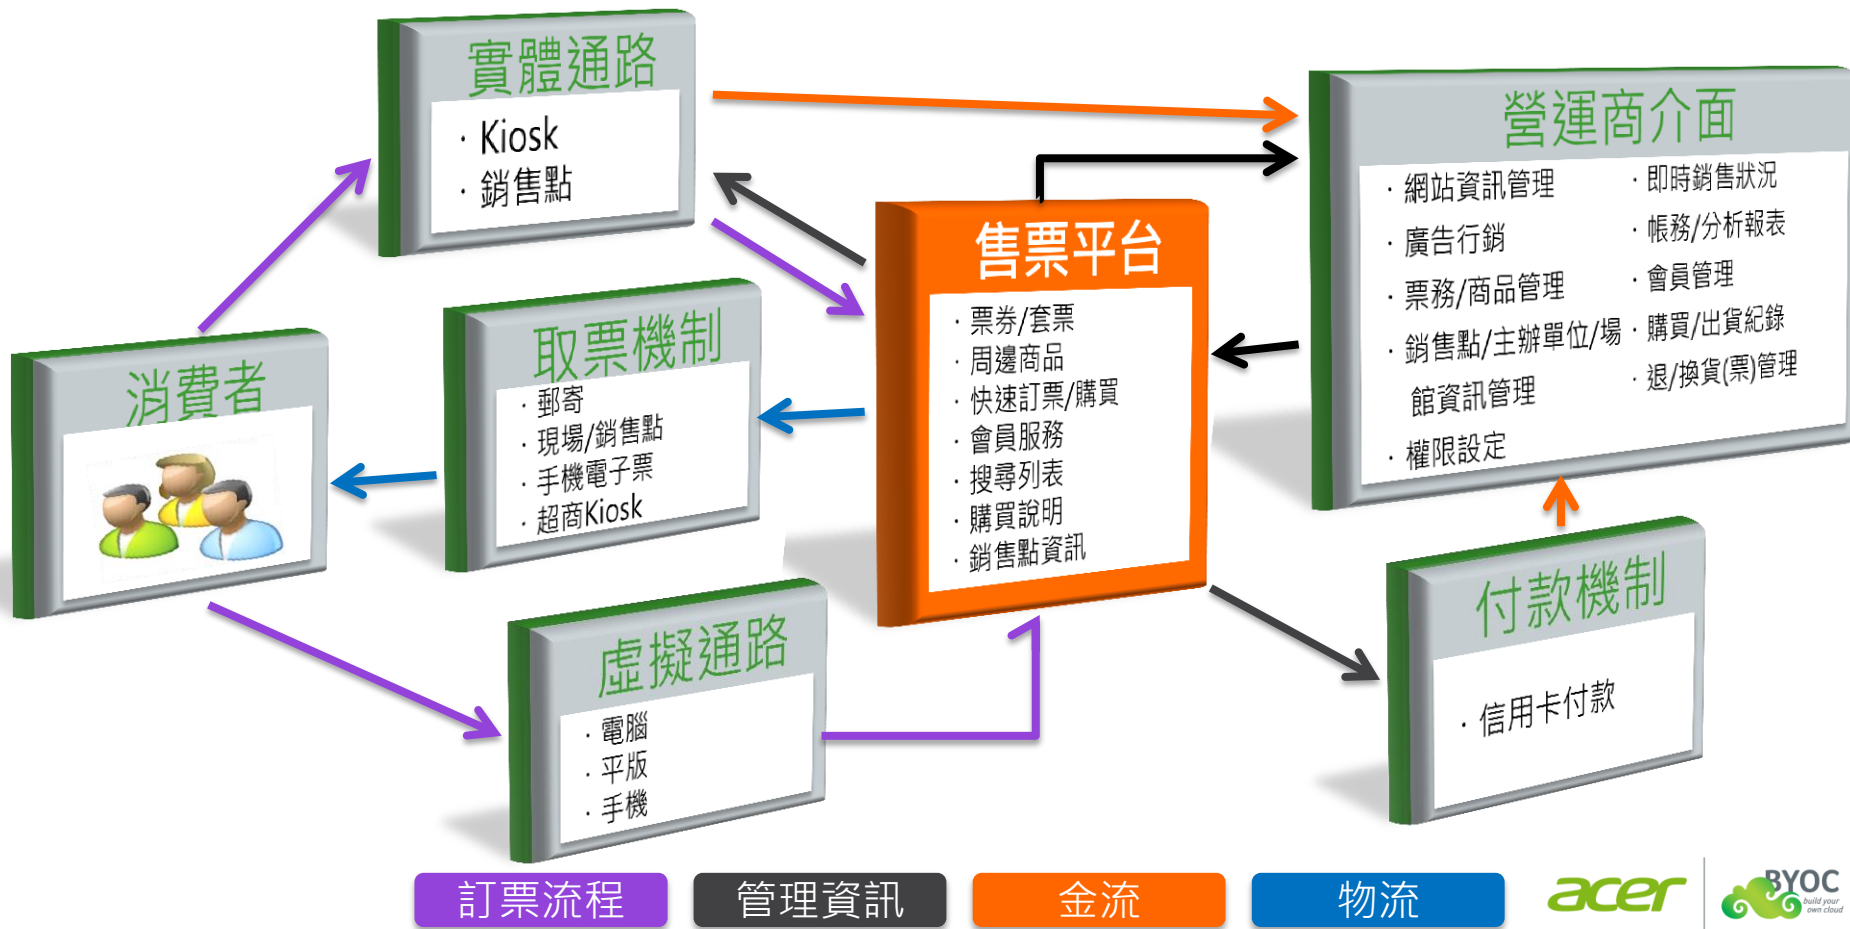 實體通路
· Kiosk
· 銷售點
營運商介面
· 網站資訊管理
· 廣告行銷
· 票務/商品管理
· 銷售點/主辦單位/場
館資訊管理
· 權限設定
· 即時銷售狀況
· 帳務/分析報表
· 會員管理
· 購買/出貨紀錄
· 退/換貨(票)管理
售票平台
· 票券/套票
· 周邊商品
· 快速訂票/購買
· 會員服務
· 搜尋列表
· 購買說明
· 銷售點資訊
取票機制
· 郵寄
· 現場/銷售點
· 手機電子票
· 超商Kiosk
消費者
虛擬通路
· 電腦
· 平版
· 手機
付款機制
· 信用卡付款
訂票流程
管理資訊
金流
物流
acer
BYOC
build your
own cloud